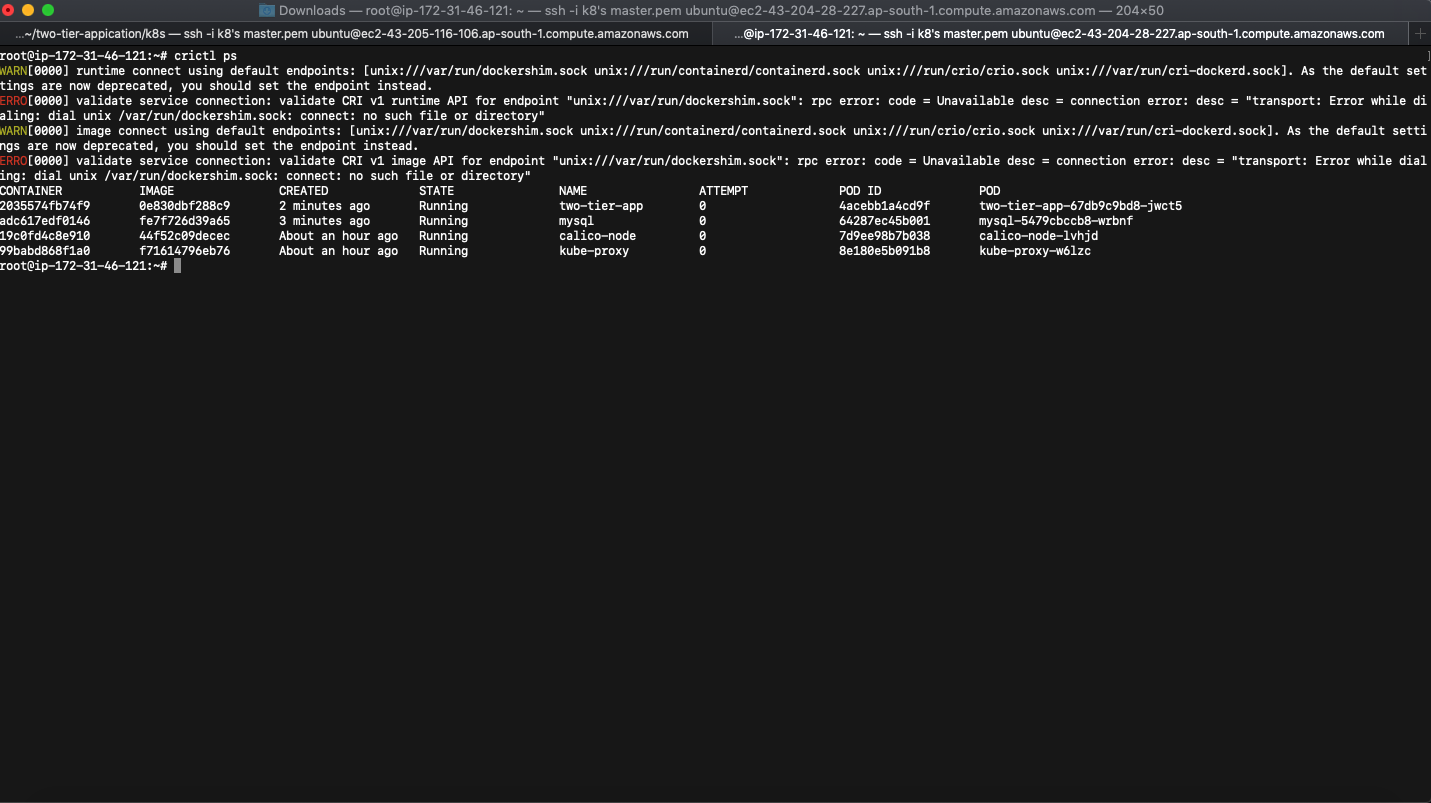 Downloads — root@ip-172-31-46-121: ~ — ssh -i k8's master.pem ubuntu@ec2-43-204-28-227.ap-south-1.compute.amazonaws.com — 204×50
...~/two-tier-appication/k8s — ssh -i k8's master.pem ubuntu@ec2-43-205-116-106.ap-south-1.compute.amazonaws.com
...@ip-172-31-46-121: ~ — ssh -i k8's master.pem ubuntu@ec2-43-204-28-227.ap-south-1.compute.amazonaws.com
root@ip-172-31-46-121:~# crictl ps
WARN[0000] runtime connect using default endpoints: [unix:///var/run/dockershim.sock unix:///run/containerd/containerd.sock unix:///run/crio/crio.sock unix:///var/run/cri-dockerd.sock]. As the default set
tings are now deprecated, you should set the endpoint instead.
ERRO[0000] validate service connection: validate CRI v1 runtime API for endpoint "unix:///var/run/dockershim.sock": rpc error: code = Unavailable desc = connection error: desc = "transport: Error while di
aling: dial unix /var/run/dockershim.sock: connect: no such file or directory"
WARN[0000] image connect using default endpoints: [unix:///var/run/dockershim.sock unix:///run/containerd/containerd.sock unix:///run/crio/crio.sock unix:///var/run/cri-dockerd.sock]. As the default setti
ngs are now deprecated, you should set the endpoint instead.
ERRO[0000] validate service connection: validate CRI v1 image API for endpoint "unix:///var/run/dockershim.sock": rpc error: code = Unavailable desc = connection error: desc = "transport: Error while dial
ing: dial unix /var/run/dockershim.sock: connect: no such file or directory"
CONTAINER IMAGE CREATED STATE NAME ATTEMPT POD ID POD
2035574fb74f9 0e830dbf288c9 2 minutes ago Running two-tier-app 0 4acebb1a4cd9f two-tier-app-67db9c9bd8-jwct5
adc617edf0146 fe7f726d39a65 3 minutes ago Running mysql 0 64287ec45b001 mysql-5479cbccb8-wrbnf
19c0fd4c8e910 44f52c09decec About an hour ago Running calico-node 0 7d9ee98b7b038 calico-node-lvhjd
99babd868f1a0 f71614796eb76 About an hour ago Running kube-proxy 0 8e180e5b091b8 kube-proxy-w6lzc
root@ip-172-31-46-121:~#